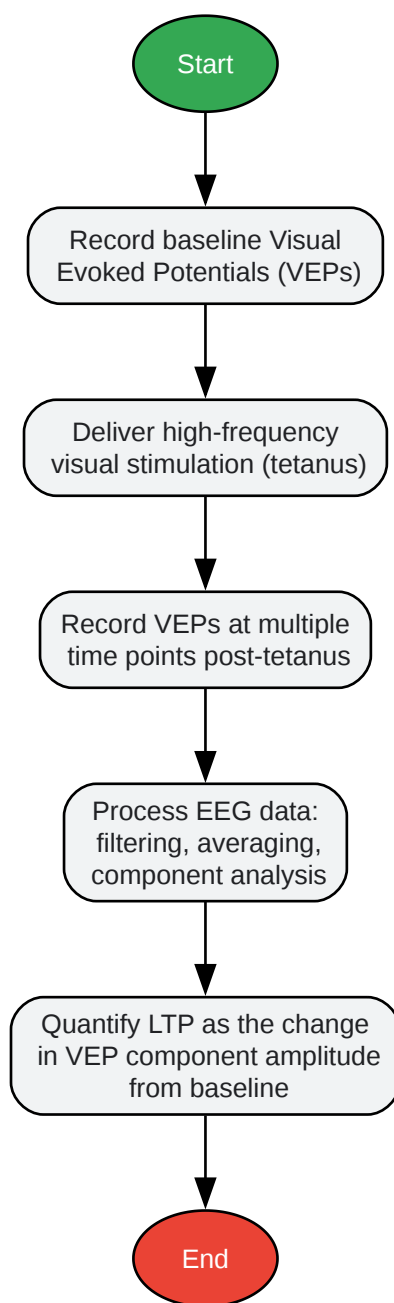 Start
Record baseline Visual
Evoked Potentials (VEPs)
Deliver high-frequency
visual stimulation (tetanus)
Record VEPs at multiple
time points post-tetanus
Process EEG data:
filtering, averaging,
component analysis
Quantify LTP as the change
in VEP component amplitude
from baseline
End